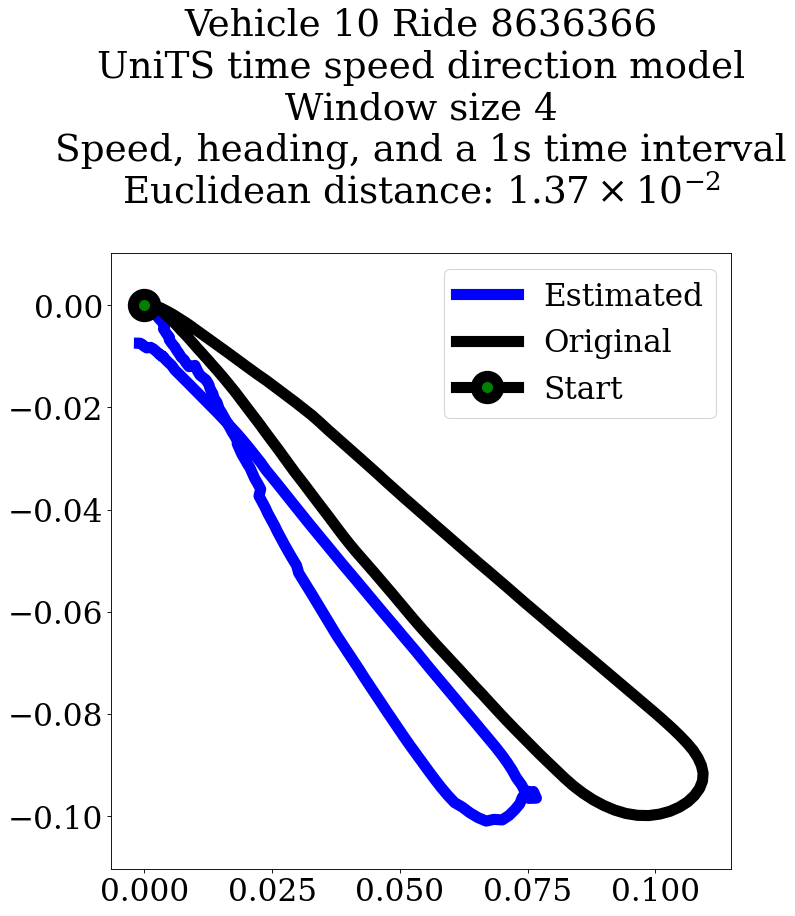 Vehicle 10 Ride 8636366
UniTS time speed direction model
Window size 4
Speed, heading, and a 1s time interval
Euclidean distance: 1.37 × 10⁻²
Estimated
Original
Start
0.00
−0.02
−0.04
−0.06
−0.08
−0.10
0.000 0.025 0.050 0.075 0.100